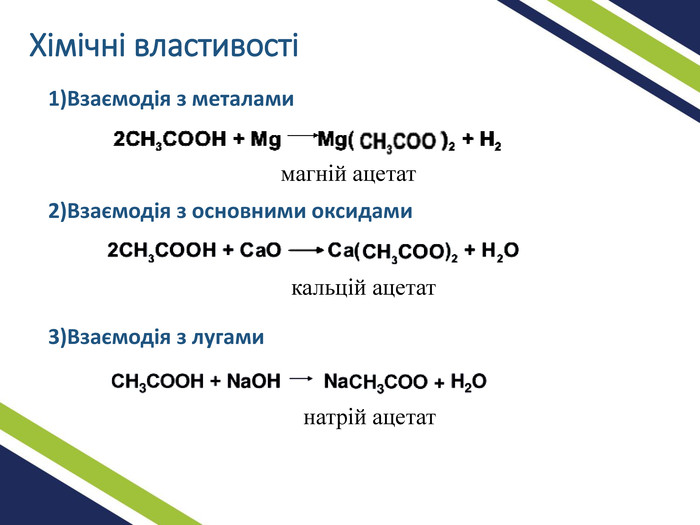 Хімічні властивості
1)Взаємодія з металами
2CH₃COOH + Mg → Mg( CH₃COO )₂ + H₂
магній ацетат
2)Взаємодія з основними оксидами
2CH₃COOH + CaO → Ca(CH₃COO)₂ + H₂O
кальцій ацетат
3)Взаємодія з лугами
CH₃COOH + NaOH → NaCH₃COO + H₂O
натрій ацетат